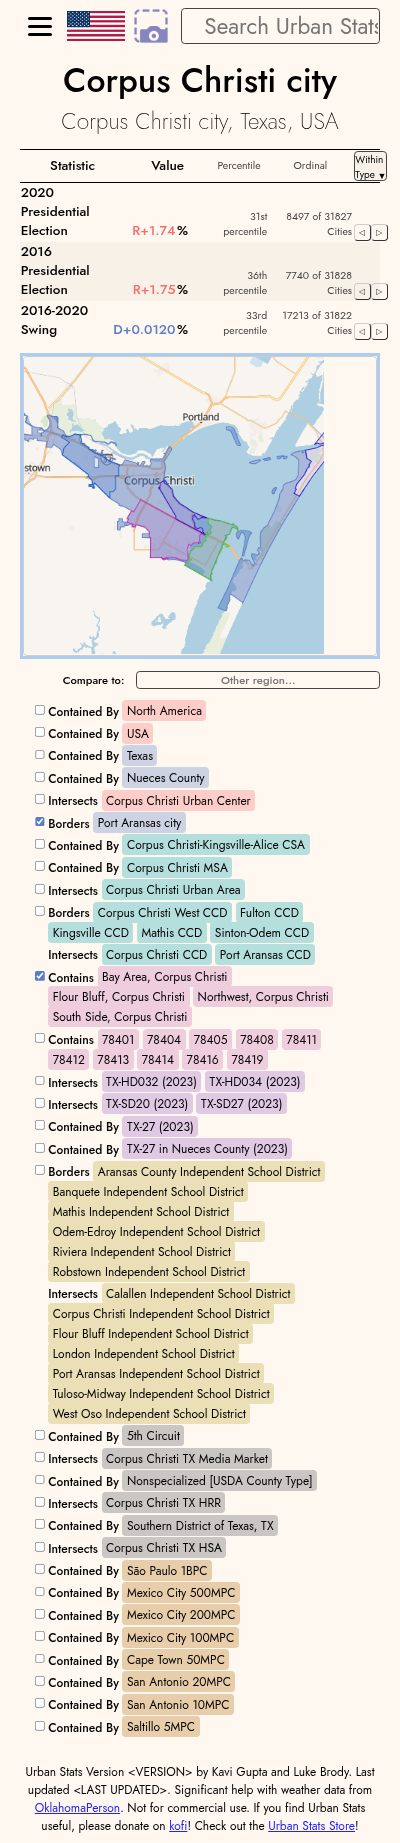 Search Urban Stats
Corpus Christi city
Corpus Christi city, Texas, USA
Statistic Value Percentile Ordinal Within Type ▼
2020
Presidential
Election R+1.74% 31st percentile 8497 of 31827 Cities ◁ ▷
2016
Presidential
Election R+1.75% 36th percentile 7740 of 31828 Cities ◁ ▷
2016-2020
Swing D+0.0120% 33rd percentile 17213 of 31822 Cities ◁ ▷
Portland
stown
Corpus Christi
Compare to: Other region...
Contained By North America
Contained By USA
Contained By Texas
Contained By Nueces County
Intersects Corpus Christi Urban Center
Borders Port Aransas city
Contained By Corpus Christi-Kingsville-Alice CSA
Contained By Corpus Christi MSA
Intersects Corpus Christi Urban Area
Borders Corpus Christi West CCD Fulton CCD
Kingsville CCD Mathis CCD Sinton-Odem CCD
Intersects Corpus Christi CCD Port Aransas CCD
Contains Bay Area, Corpus Christi
Flour Bluff, Corpus Christi Northwest, Corpus Christi
South Side, Corpus Christi
Contains 78401 78404 78405 78408 78411
78412 78413 78414 78416 78419
Intersects TX-HD032 (2023) TX-HD034 (2023)
Intersects TX-SD20 (2023) TX-SD27 (2023)
Contained By TX-27 (2023)
Contained By TX-27 in Nueces County (2023)
Borders Aransas County Independent School District
Banquete Independent School District
Mathis Independent School District
Odem-Edroy Independent School District
Riviera Independent School District
Robstown Independent School District
Intersects Calallen Independent School District
Corpus Christi Independent School District
Flour Bluff Independent School District
London Independent School District
Port Aransas Independent School District
Tuloso-Midway Independent School District
West Oso Independent School District
Contained By 5th Circuit
Intersects Corpus Christi TX Media Market
Contained By Nonspecialized [USDA County Type]
Intersects Corpus Christi TX HRR
Contained By Southern District of Texas, TX
Intersects Corpus Christi TX HSA
Contained By São Paulo 1BPC
Contained By Mexico City 500MPC
Contained By Mexico City 200MPC
Contained By Mexico City 100MPC
Contained By Cape Town 50MPC
Contained By San Antonio 20MPC
Contained By San Antonio 10MPC
Contained By Saltillo 5MPC
Urban Stats Version <VERSION> by Kavi Gupta and Luke Brody. Last
updated <LAST UPDATED>. Significant help with weather data from
OklahomaPerson. Not for commercial use. If you find Urban Stats
useful, please donate on kofi! Check out the Urban Stats Store!